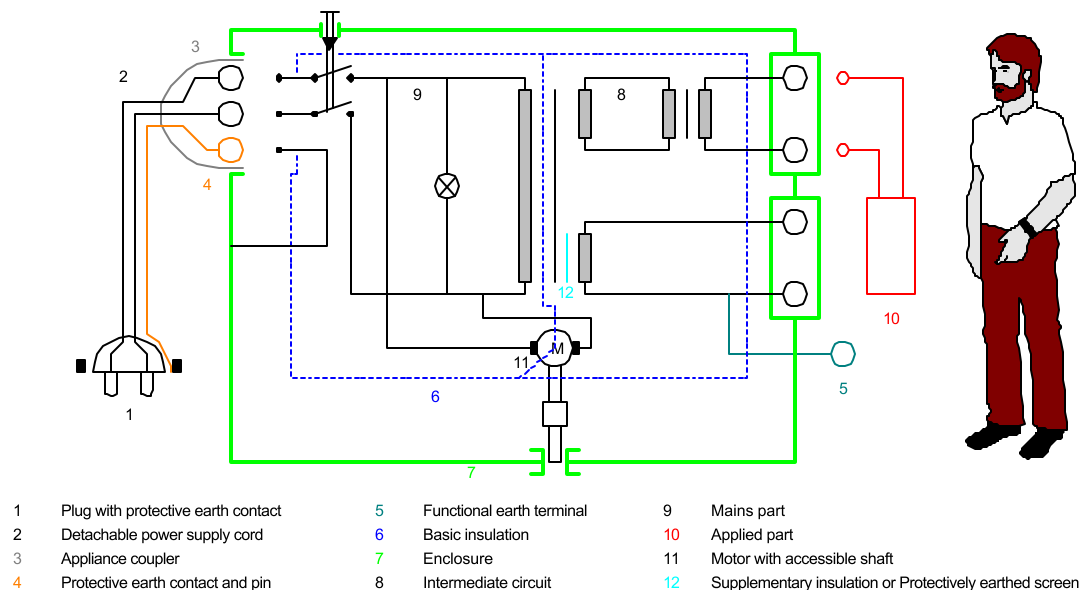 3
2
9
8
4
12
10
M
11
5
6
1
7
1 Plug with protective earth contact 5 Functional earth terminal 9 Mains part
2 Detachable power supply cord 6 Basic insulation 10 Applied part
3 Appliance coupler 7 Enclosure 11 Motor with accessible shaft
4 Protective earth contact and pin 8 Intermediate circuit 12 Supplementary insulation or Protectively earthed screen